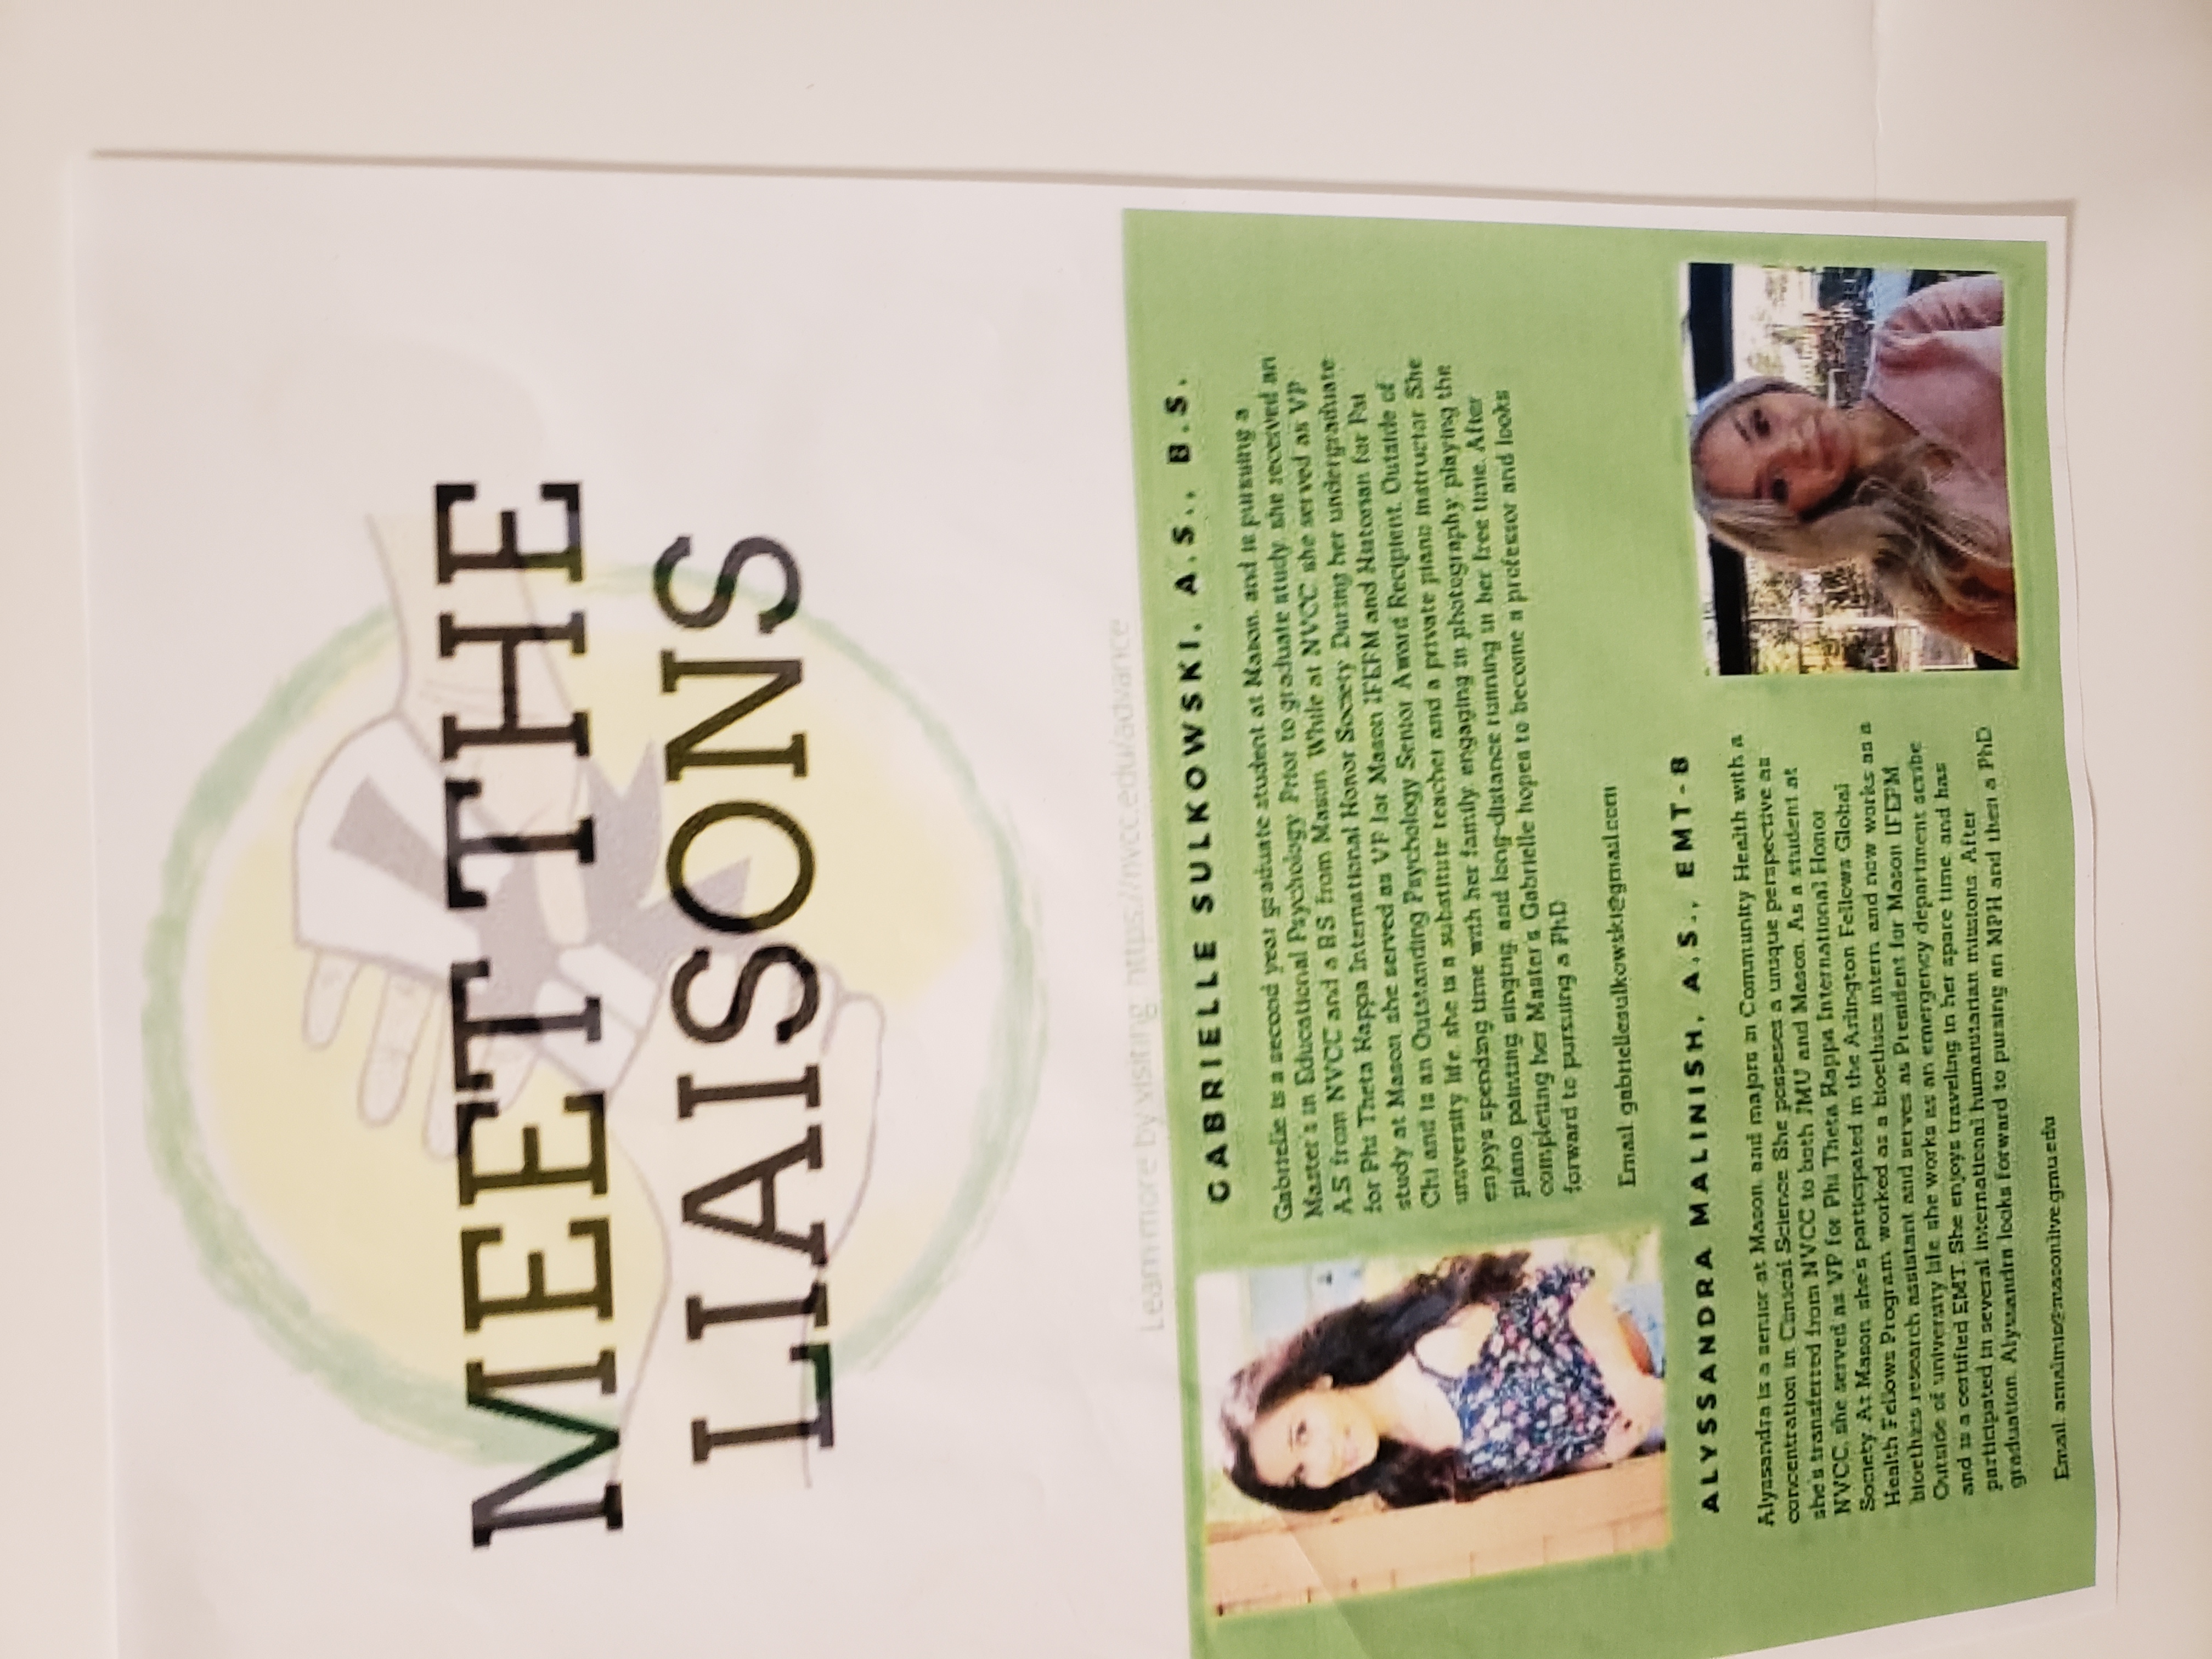 MEET THE
LIAISONS
Learn more by visiting: https://nvcc.edu/advance
GABRIELLE SULKOWSKI, A.S., B.S.
Gabrielle is a second year graduate student at Mason, and is pursuing a
Master's in Educational Psychology. Prior to graduate study, she received an
A.S. from NVCC and a B.S. from Mason. While at NVCC, she served as VP
for Phi Theta Kappa International Honor Society. During her undergraduate
study at Mason, she served as VP for Mason IFEFM and Historian for Psi
Chi and is an Outstanding Psychology Senior Award Recipient. Outside of
university life, she is a substitute teacher and a private piano instructor. She
enjoys spending time with her family, engaging in photography, playing the
piano, painting, singing, and long-distance running in her free time. After
completing her Master's, Gabrielle hopes to become a professor and looks
forward to pursuing a PhD.
Email: gabriellesulkowski@gmail.com
ALYSSANDRA MALINISH, A.S., EMT-B
Alyssandra is a senior at Mason, and majors in Community Health with a
concentration in Clinical Science. She posseses a unique perspective as
she's transferred from NVCC to both JMU and Mason. As a student at
NVCC, she served as VP for Phi Theta Kappa International Honor
Society. At Mason, she's participated in the Arlington Fellows Global
Health Fellows Program, worked as a bioethics intern, and now works as a
bioethics research assistant and serves as President for Mason IFEFM.
Outside of university life, she works as an emergency department scribe
and is a certified EMT. She enjoys traveling in her spare time, and has
participated in several international humanitarian missions. After
graduation, Alyssandra looks forward to pursing an MPH and then a PhD.
Email: amalinis@masonlive.gmu.edu